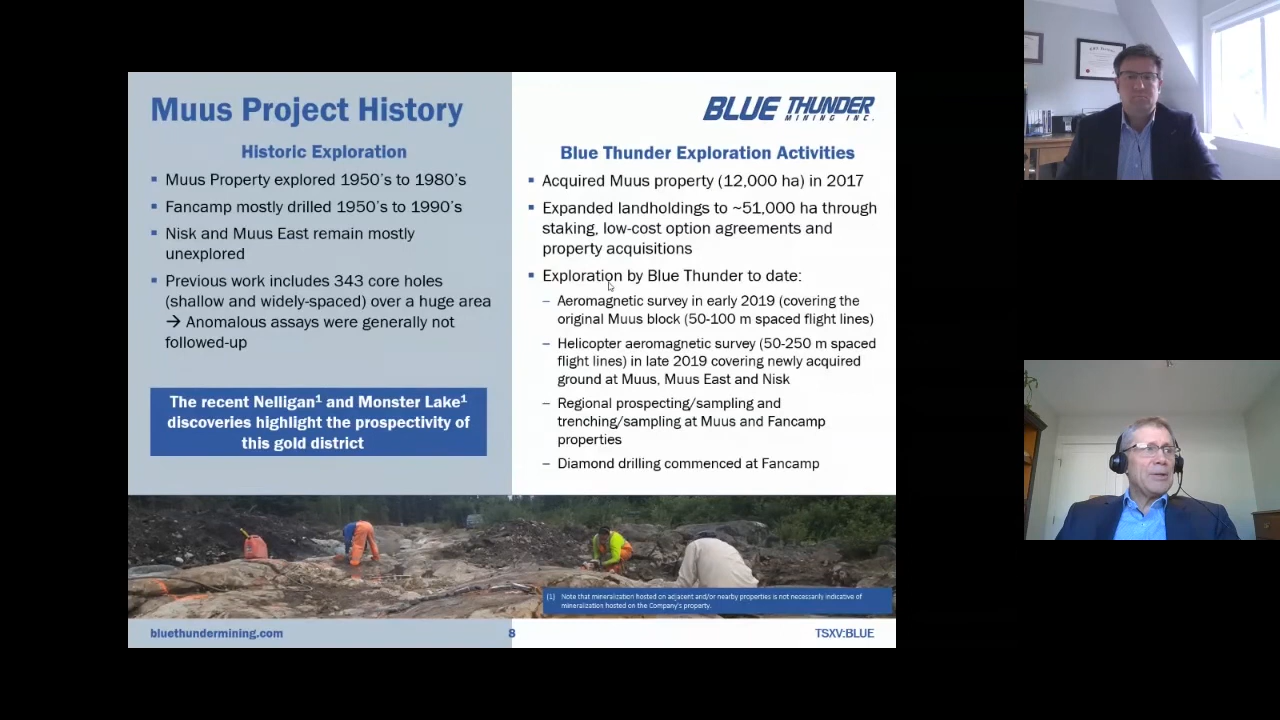 Muus Project History
BLUE THUNDER
MINING INC.
Historic Exploration
▪ Muus Property explored 1950's to 1980's
▪ Fancamp mostly drilled 1950's to 1990's
▪ Nisk and Muus East remain mostly
unexplored
▪ Previous work includes 343 core holes
(shallow and widely-spaced) over a huge area
→ Anomalous assays were generally not
followed-up
The recent Nelligan¹ and Monster Lake¹
discoveries highlight the prospectivity of
this gold district
Blue Thunder Exploration Activities
▪ Acquired Muus property (12,000 ha) in 2017
▪ Expanded landholdings to ~51,000 ha through
staking, low-cost option agreements and
property acquisitions
▪ Exploration by Blue Thunder to date:
– Aeromagnetic survey in early 2019 (covering the
original Muus block (50-100 m spaced flight lines)
– Helicopter aeromagnetic survey (50-250 m spaced
flight lines) in late 2019 covering newly acquired
ground at Muus, Muus East and Nisk
– Regional prospecting/sampling and
trenching/sampling at Muus and Fancamp
properties
– Diamond drilling commenced at Fancamp
(1) Note that mineralization hosted on adjacent and/or nearby properties is not necessarily indicative of
mineralization hosted on the Company's property.
bluethundermining.com
8
TSXV:BLUE